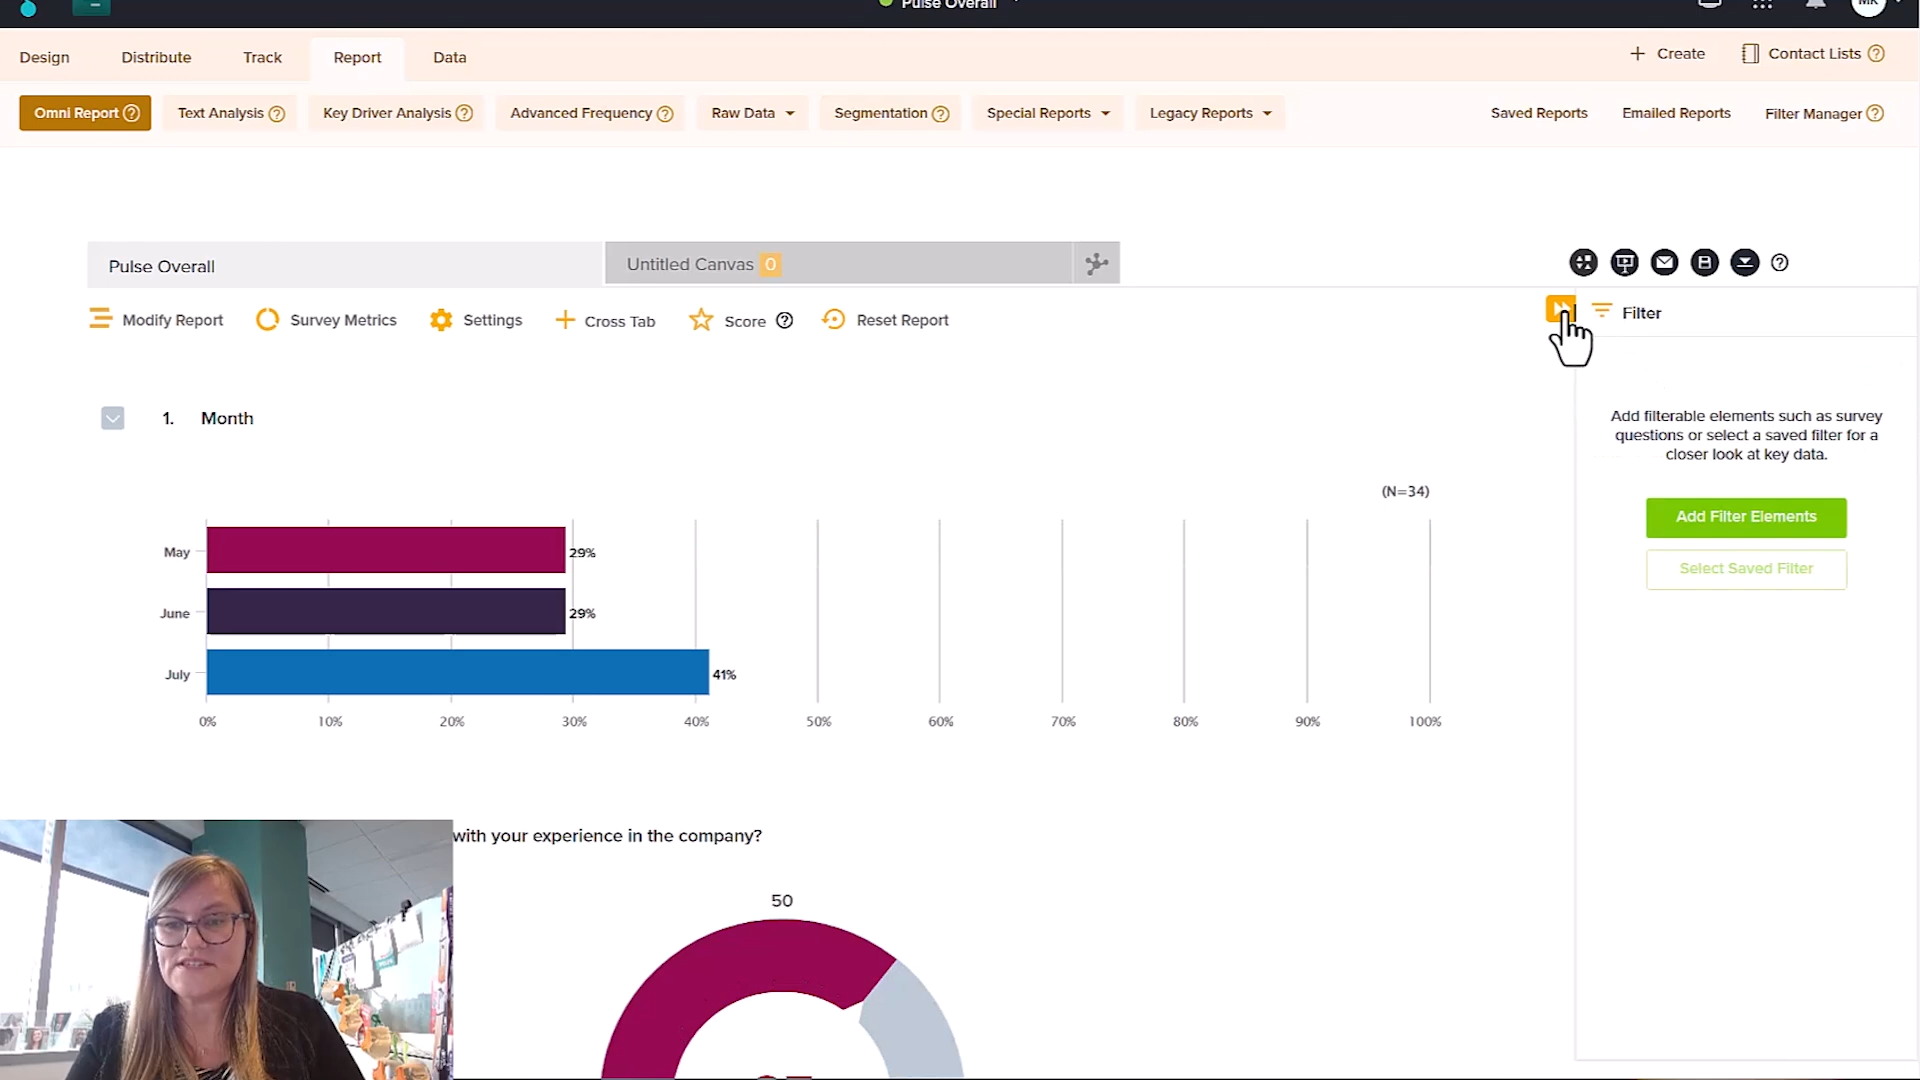 Pulse Overall
MK
Design
Distribute
Track
Report
Data
Create
Contact Lists
Omni Report
Text Analysis
Key Driver Analysis
Advanced Frequency
Raw Data
Segmentation
Special Reports
Legacy Reports
Saved Reports
Emailed Reports
Filter Manager
Pulse Overall
Untitled Canvas 0
Modify Report
Survey Metrics
Settings
Cross Tab
Score
Reset Report
Filter
Add filterable elements such as survey
questions or select a saved filter for a
closer look at key data.
Add Filter Elements
Select Saved Filter
1. Month
(N=34)
May 29%
June 29%
July 41%
0% 10% 20% 30% 40% 50% 60% 70% 80% 90% 100%
with your experience in the company?
50